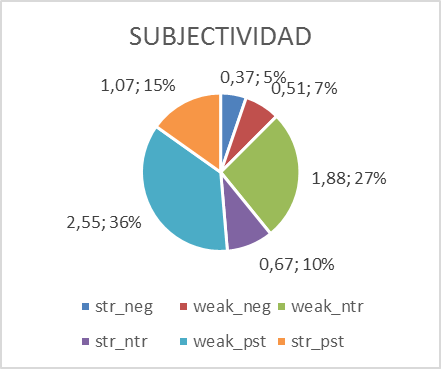 SUBJECTIVIDAD
0,37; 5%
0,51; 7%
1,88; 27%
0,67; 10%
2,55; 36%
1,07; 15%
str_neg weak_neg weak_ntr
str_ntr weak_pst str_pst